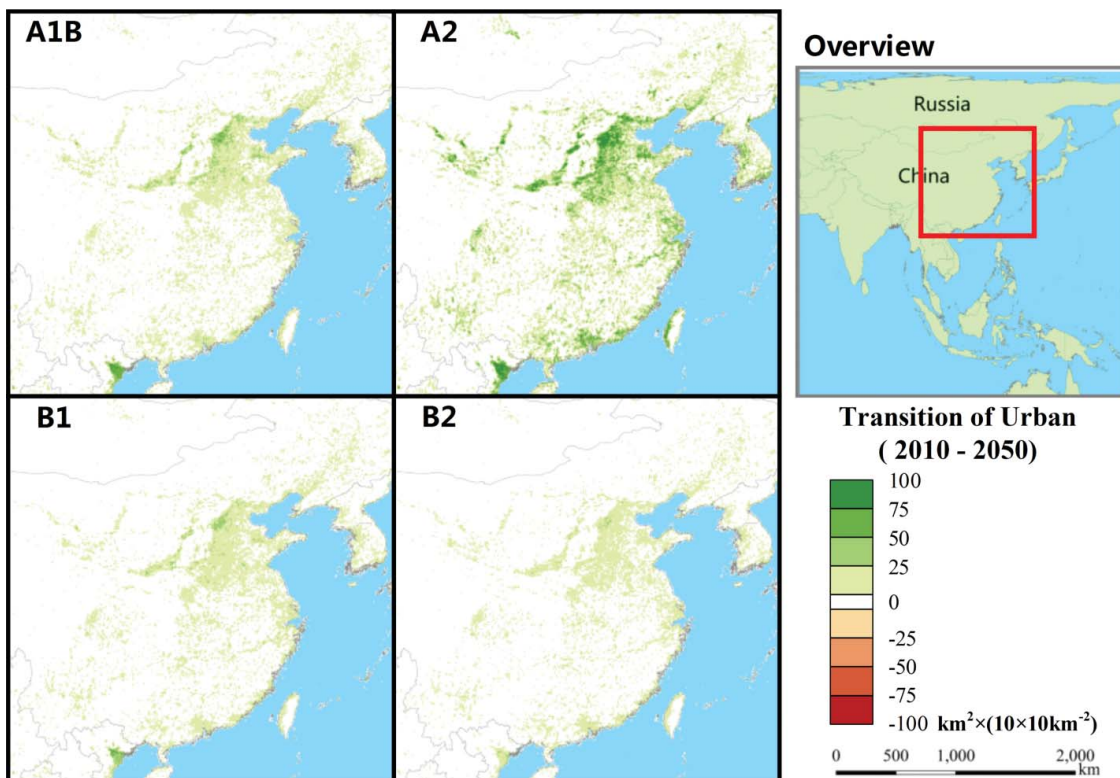 A1B
A2
Overview
Russia
China
B1
B2
Transition of Urban
( 2010 - 2050)
100
75
50
25
0
-25
-50
-75
-100 km²×(10×10km⁻²)
0 500 1,000 2,000
km